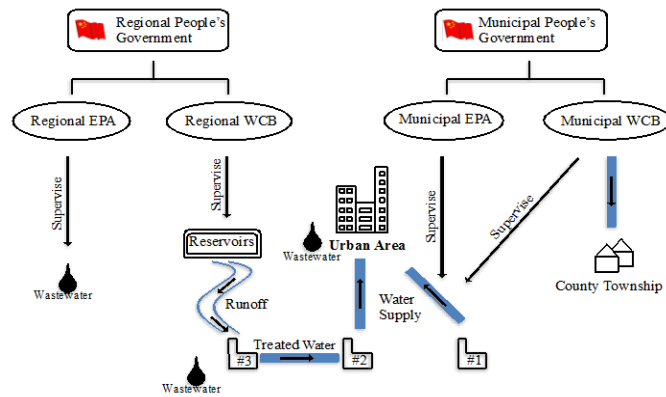 Regional People's
Government
Municipal People's
Government
Regional EPA
Regional WCB
Municipal EPA
Municipal WCB
Supervise
Supervise
Supervise
Supervise
Reservoirs
Wastewater
Urban Area
Wastewater
Runoff
Water
Supply
County Township
Treated Water
#3
#2
#1
Wastewater